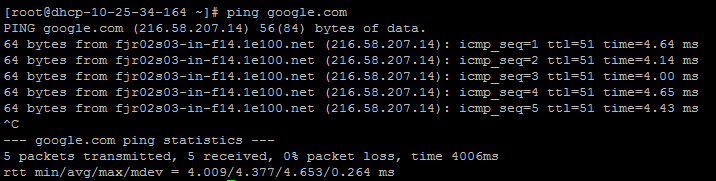 [root@dhcp-10-25-34-164 ~]# ping google.com
PING google.com (216.58.207.14) 56(84) bytes of data.
64 bytes from fjr02s03-in-f14.1e100.net (216.58.207.14): icmp_seq=1 ttl=51 time=4.64 ms
64 bytes from fjr02s03-in-f14.1e100.net (216.58.207.14): icmp_seq=2 ttl=51 time=4.14 ms
64 bytes from fjr02s03-in-f14.1e100.net (216.58.207.14): icmp_seq=3 ttl=51 time=4.00 ms
64 bytes from fjr02s03-in-f14.1e100.net (216.58.207.14): icmp_seq=4 ttl=51 time=4.65 ms
64 bytes from fjr02s03-in-f14.1e100.net (216.58.207.14): icmp_seq=5 ttl=51 time=4.43 ms
^C
--- google.com ping statistics ---
5 packets transmitted, 5 received, 0% packet loss, time 4006ms
rtt min/avg/max/mdev = 4.009/4.377/4.653/0.264 ms